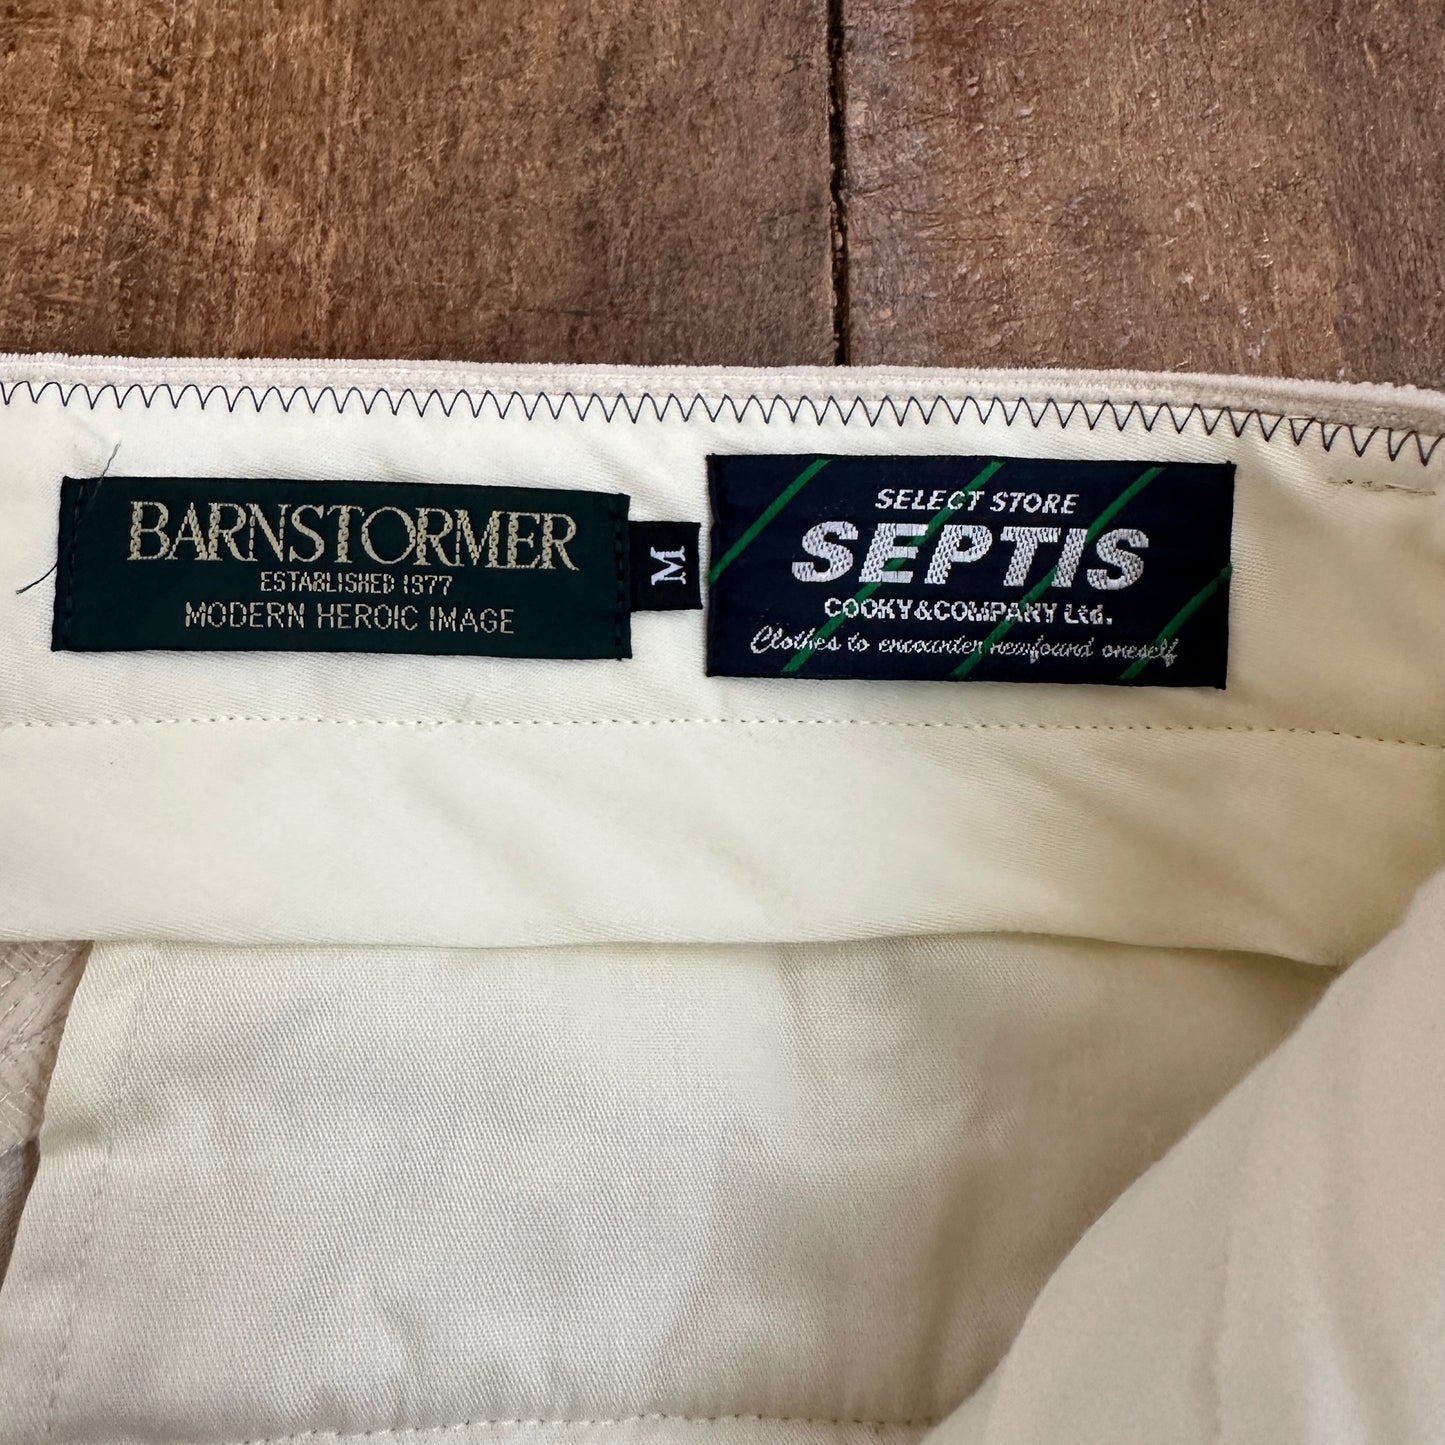 BARNSTORMER
ESTABLISHED 1977
MODERN HEROIC IMAGE
M
SELECT STORE
SEPTIS
COOKY&COMPANY Ltd.
Clothes to encounter newfound oneself